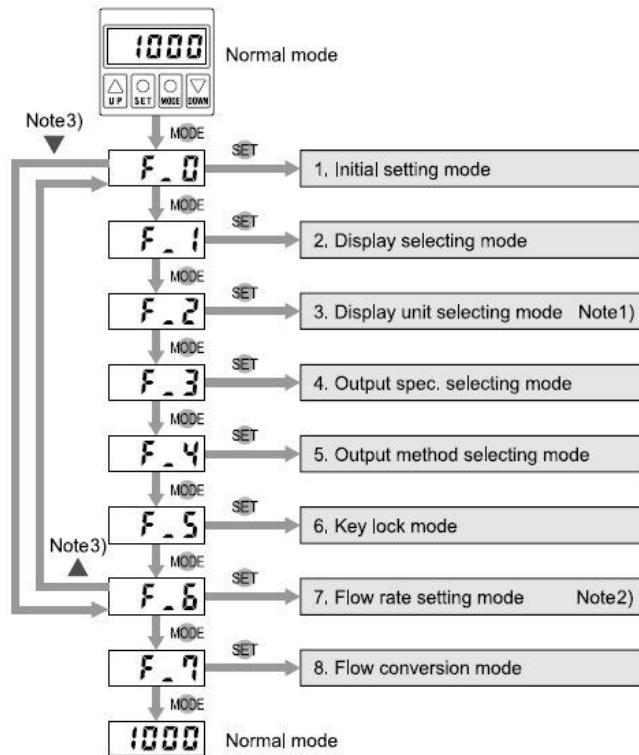 1000
Normal mode
UP SET MODE DOWN
Note3)
MODE
F_0 SET 1. Initial setting mode
MODE
F_1 SET 2. Display selecting mode
MODE
F_2 SET 3. Display unit selecting mode Note1)
MODE
F_3 SET 4. Output spec. selecting mode
MODE
F_4 SET 5. Output method selecting mode
MODE
F_5 SET 6. Key lock mode
Note3)
MODE
F_6 SET 7. Flow rate setting mode Note2)
MODE
F_7 SET 8. Flow conversion mode
MODE
1000 Normal mode